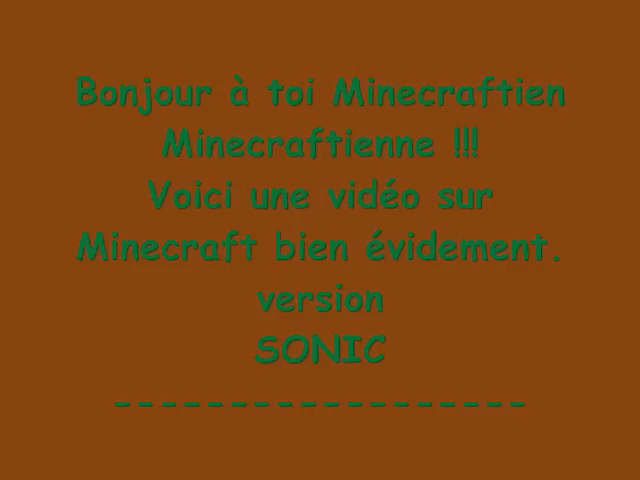 Bonjour à toi Minecraftien
Minecraftienne !!!
Voici une vidéo sur
Minecraft bien évidement.
version
SONIC
------------------